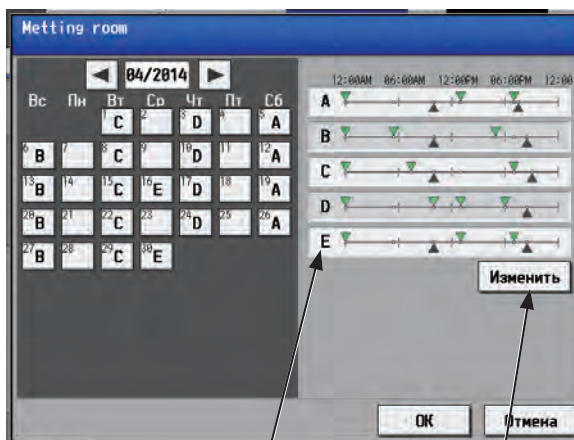 Metting room
◄ 04/2014 ►
Вс Пн Вт Ср Чт Пт Сб
1 C 2 3 D 4 5 A
6 B 7 8 C 9 10 D 11 12 A
13 B 14 15 C 16 E 17 D 18 19 A
20 B 21 22 C 23 24 D 25 26 A
27 B 28 29 C 30 E
12:00AM 06:00AM 12:00PM 06:00PM 12:00
A
B
C
D
E
Изменить
OK Отмена